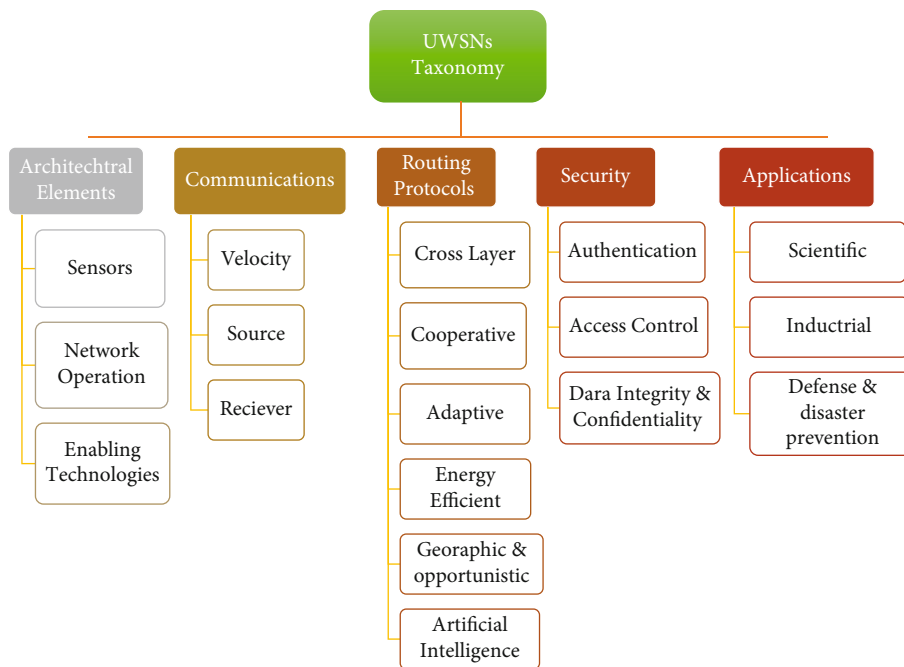 UWSNs
Taxonomy
Architechtral
Elements
Sensors
Network
Operation
Enabling
Technologies
Communications
Velocity
Source
Reciever
Routing
Protocols
Cross Layer
Cooperative
Adaptive
Energy
Efficient
Georaphic &
opportunistic
Artificial
Intelligence
Security
Authentication
Access Control
Dara Integrity &
Confidentiality
Applications
Scientific
Inductrial
Defense &
disaster
prevention